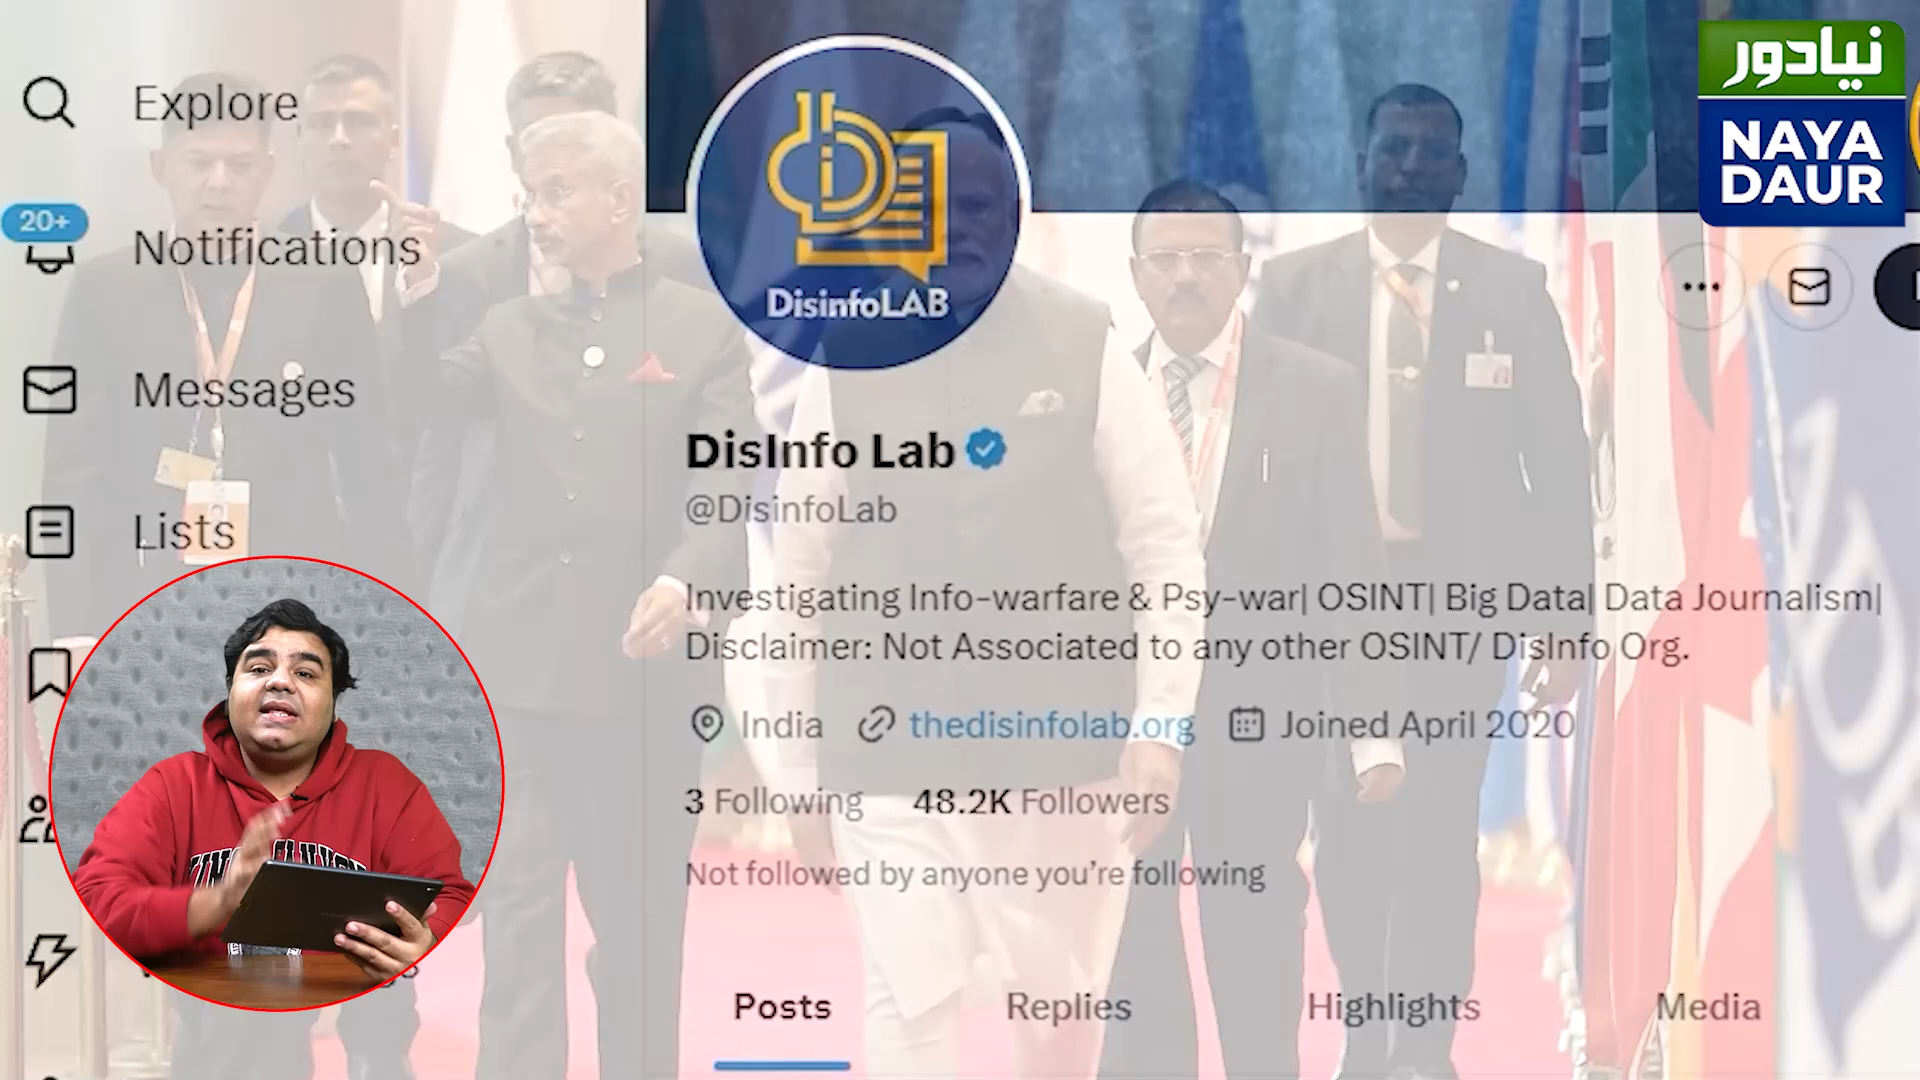 نیادور
NAYA
DAUR
Explore
20+
Notifications
Messages
Lists
DisinfoLAB
DisInfo Lab
@DisinfoLab
Investigating Info-warfare & Psy-war| OSINT| Big Data| Data Journalism|
Disclaimer: Not Associated to any other OSINT/ DisInfo Org.
India thedisinfolab.org Joined April 2020
3 Following 48.2K Followers
Not followed by anyone you're following
Posts Replies Highlights Media